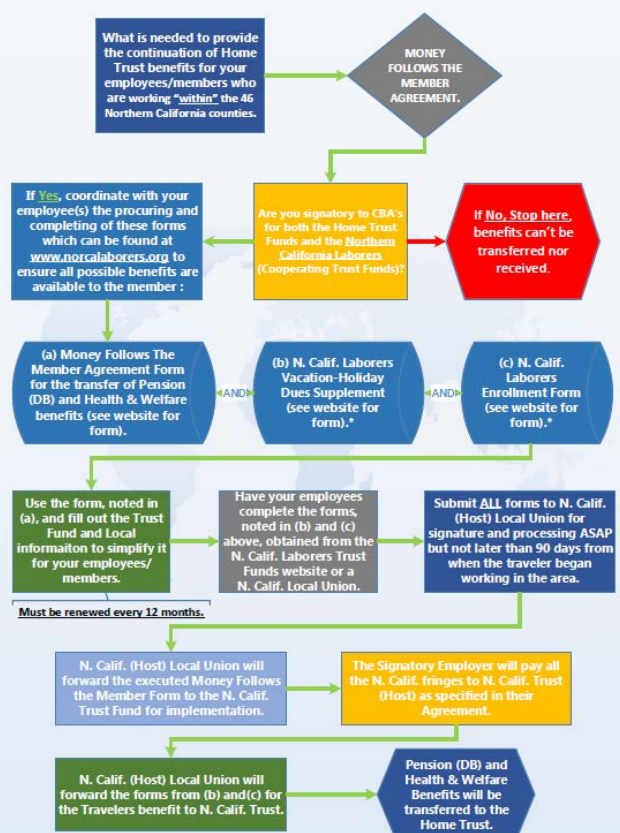 What is needed to provide
the continuation of Home
Trust benefits for your
employees/members who
are working "within" the 46
Northern California counties.
MONEY
FOLLOWS THE
MEMBER
AGREEMENT.
If Yes, coordinate with your
employee(s) the procuring and
completing of these forms
which can be found at
www.norcalaborers.org to
ensure all possible benefits are
available to the member :
Are you signatory to CBA's
for both the Home Trust
Funds and the Northern
California Laborers
(Cooperating Trust Funds)?
If No, Stop here,
benefits can't be
transferred nor
received.
(a) Money Follows The
Member Agreement Form
for the transfer of Pension
(DB) and Health & Welfare
benefits (see website for
form).
AND
(b) N. Calif. Laborers
Vacation-Holiday
Dues Supplement
(see website for
form).*
AND
(c) N. Calif.
Laborers
Enrollment Form
(see website for
form).*
Use the form, noted in
(a), and fill out the Trust
Fund and Local
informaiton to simplify it
for your employees/
members.
Must be renewed every 12 months.
Have your employees
complete the forms,
noted in (b) and (c)
above, obtained from the
N. Calif. Laborers Trust
Funds website or a
N. Calif. Local Union.
Submit ALL forms to N. Calif.
(Host) Local Union for
signature and processing ASAP
but not later than 90 days from
when the traveler began
working in the area.
N. Calif. (Host) Local Union will
forward the executed Money Follows
the Member Form to the N. Calif.
Trust Fund for implementation.
The Signatory Employer will pay all
the N. Calif. fringes to N. Calif. Trust
(Host) as specified in their
Agreement.
N. Calif. (Host) Local Union will
forward the forms from (b) and(c) for
the Travelers benefit to N. Calif. Trust.
Pension (DB) and
Health & Welfare
Benefits will be
transferred to the
Home Trust.